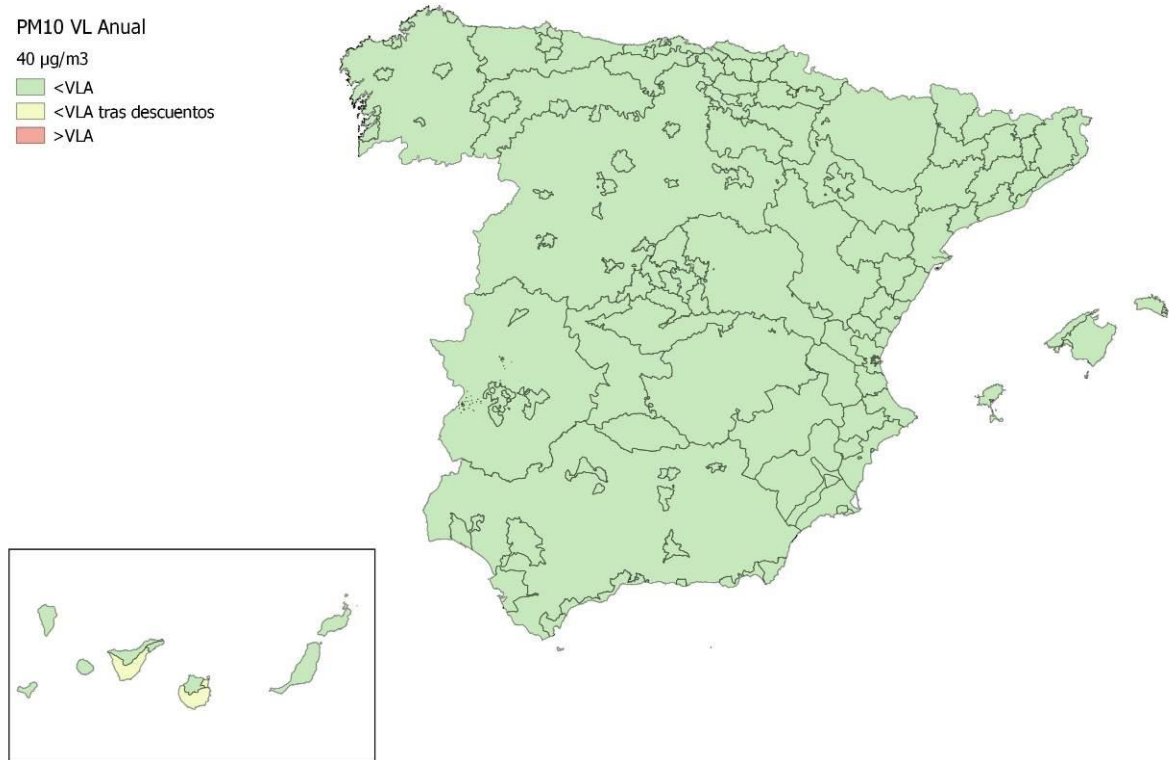 PM10 VL Anual
40 µg/m3
<VLA
<VLA tras descuentos
>VLA